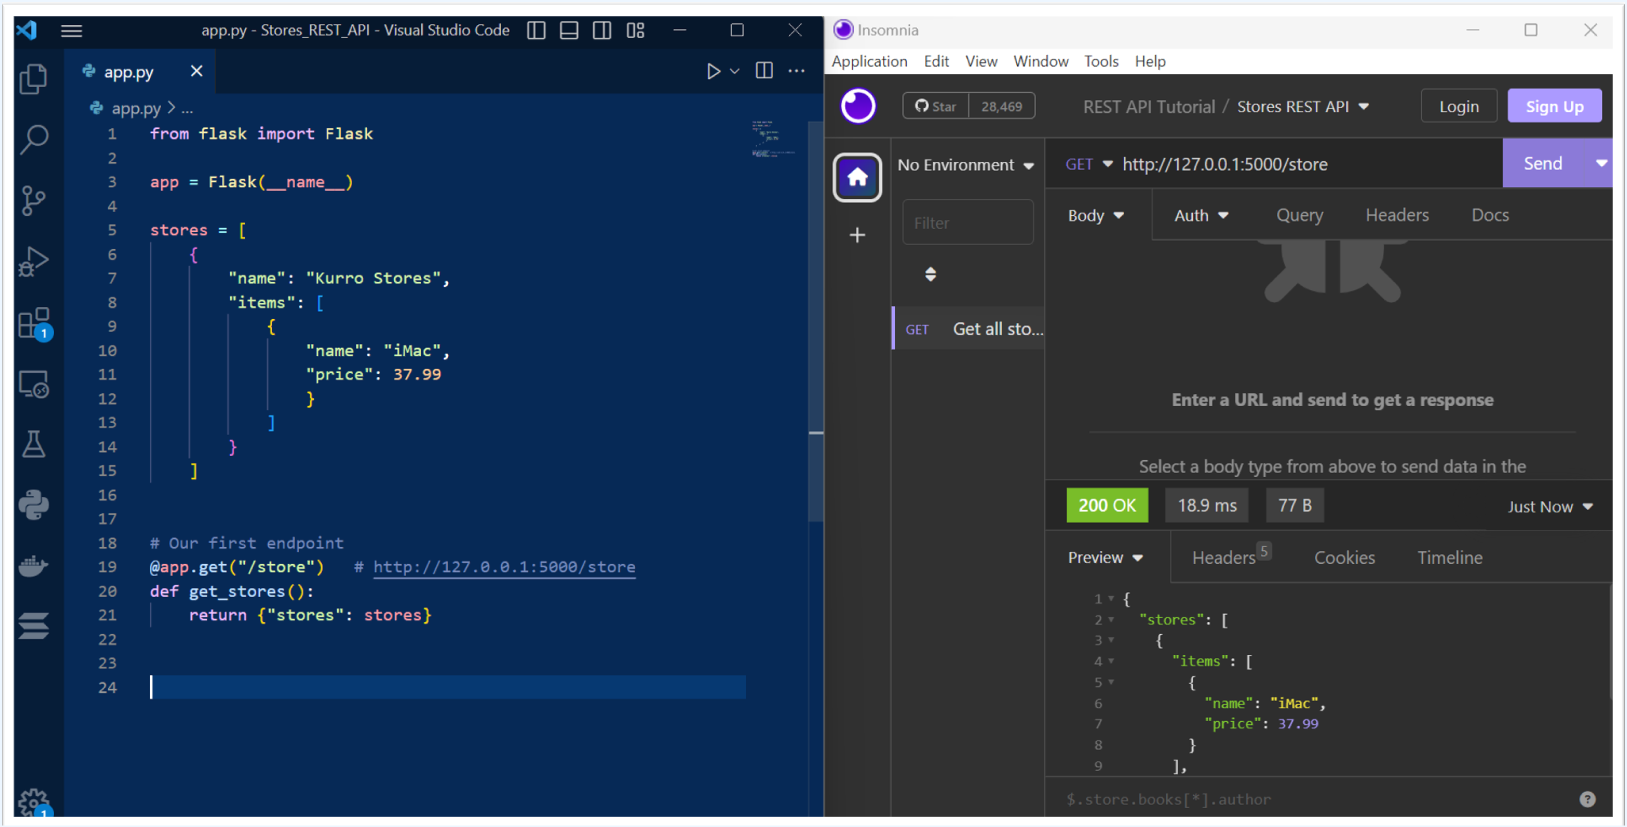 app.py - Stores_REST_API - Visual Studio Code
app.py
app.py > ...
1 from flask import Flask
2
3 app = Flask(__name__)
4
5 stores = [
6 {
7 "name": "Kurro Stores",
8 "items": [
9 {
10 "name": "iMac",
11 "price": 37.99
12 }
13 ]
14 }
15 ]
16
17
18 # Our first endpoint
19 @app.get("/store") # http://127.0.0.1:5000/store
20 def get_stores():
21 return {"stores": stores}
22
23
24
1
1
Insomnia
Application Edit View Window Tools Help
Star 28,469 REST API Tutorial / Stores REST API Login Sign Up
No Environment
Filter
GET Get all sto...
GET http://127.0.0.1:5000/store Send
Body Auth Query Headers Docs
Enter a URL and send to get a response
Select a body type from above to send data in the
200 OK 18.9 ms 77 B Just Now
Preview Headers 5 Cookies Timeline
1 {
2 "stores": [
3 {
4 "items": [
5 {
6 "name": "iMac",
7 "price": 37.99
8 }
9 ],
$.store.books[*].author